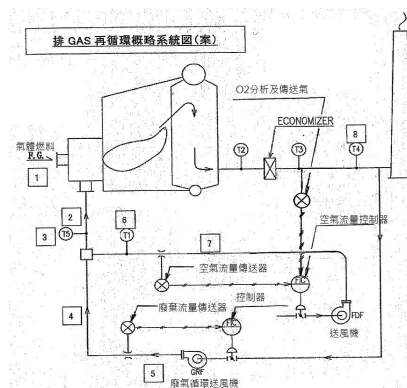 排 GAS 再循環概略系統図(案)
O2分析及傳送氣
ECONOMIZER
氣體燃料
F.G.
1
T2
T3
8
T4
2
3
T5
6
T1
7
空氣流量控制器
空氣流量傳送器
FIC
廢棄流量傳送器
控制器
FIC
FDF
送風機
4
5
GRF
廢氣循環送風機